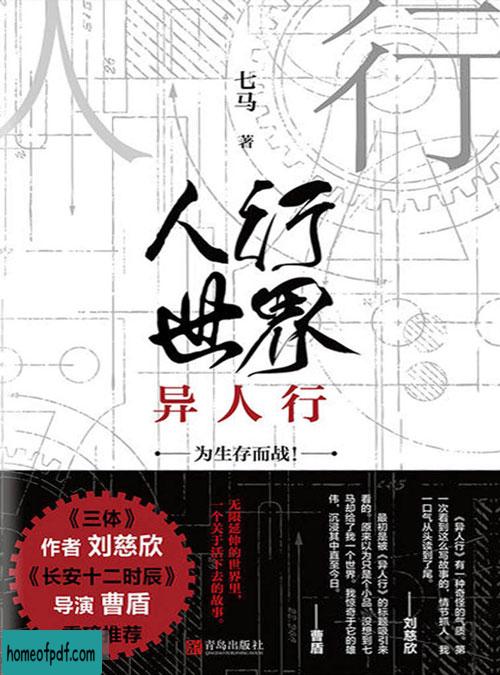 人
行
七马
著
人行
世界
异人行
为生存而战！
《三体》
作者 刘慈欣
《长安十二时辰》
导演 曹盾
无限延伸的世界里，
一个关于活下去的故事。
《异人行》有一种奇怪的气质。第
一次看到这么写故事的，情节抓人，我
一口气从头读到了尾。
——刘慈欣
最初是被《异人行》的标题吸引来
看的。原来以为只是个小品，没想到七
马却给了我一个世界。我惊奇于它的雄
伟，沉浸其中直至今日。
——曹盾
青岛出版社
QINGDAO PUBLISHING HOUSE
homeofpdf.com